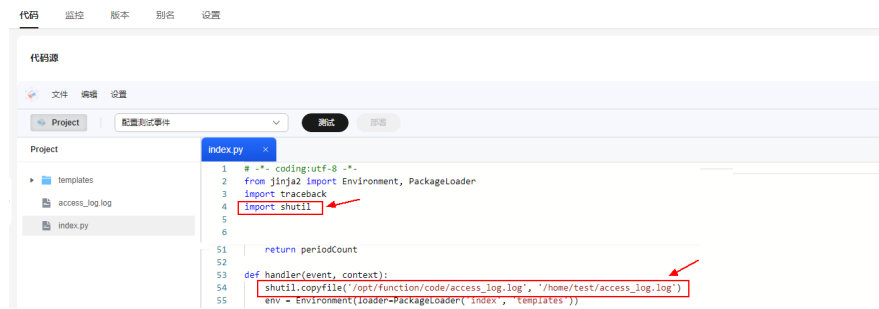 代码 监控 版本 别名 设置
代码源
文件 编辑 设置
Project 配置测试事件 测试 部署
Project index.py ×
templates
access_log.log
index.py
1 # -*- coding:utf-8 -*-
2 from jinja2 import Environment, PackageLoader
3 import traceback
4 import shutil
5
6
51 return periodCount
52
53 def handler(event, context):
54 shutil.copyfile('/opt/function/code/access_log.log', '/home/test/access_log.log')
55 env = Environment(loader=PackageLoader('index', 'templates'))